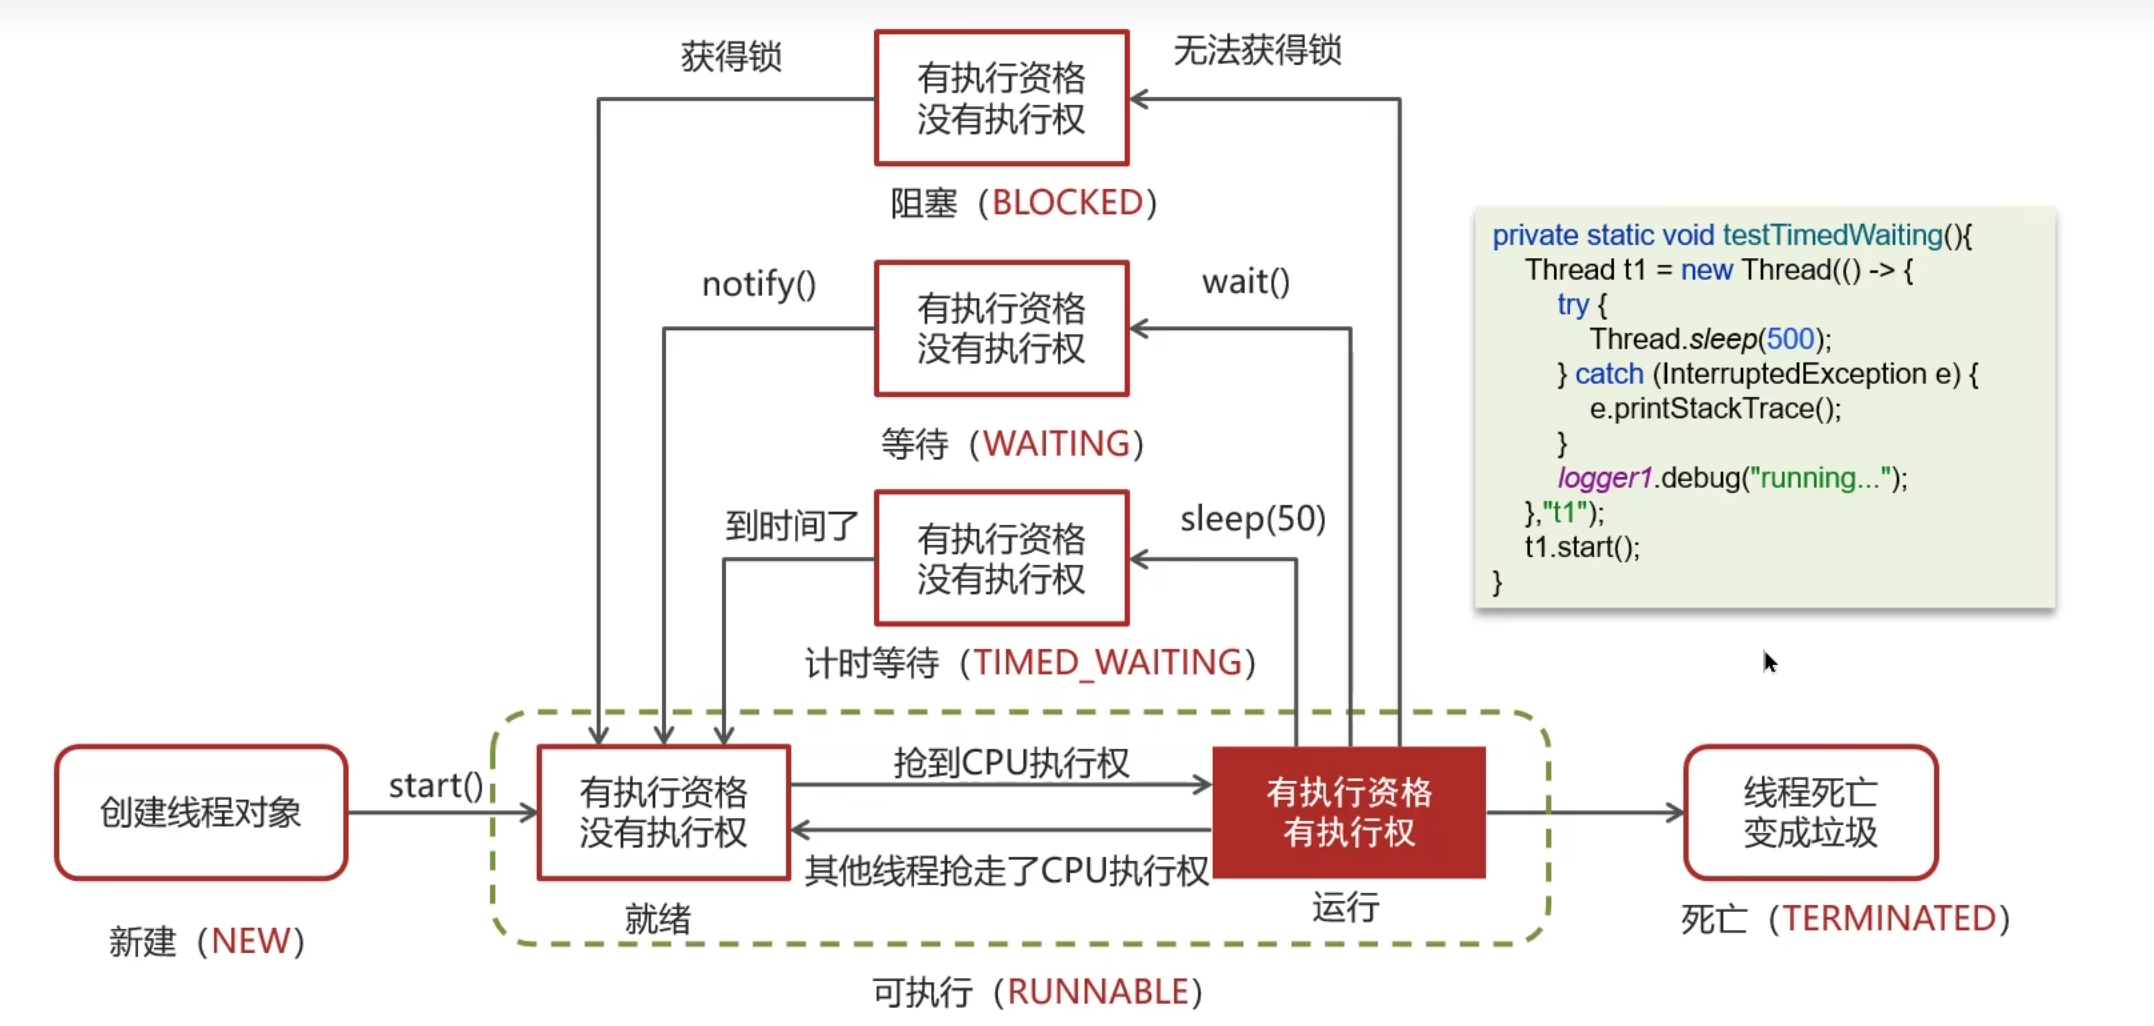 获得锁
有执行资格
没有执行权
无法获得锁
阻塞（BLOCKED）
notify()
有执行资格
没有执行权
wait()
等待（WAITING）
到时间了
有执行资格
没有执行权
sleep(50)
计时等待（TIMED_WAITING）
private static void testTimedWaiting(){
Thread t1 = new Thread(() -> {
try {
Thread.sleep(500);
} catch (InterruptedException e) {
e.printStackTrace();
}
logger1.debug("running...");
},"t1");
t1.start();
}
创建线程对象
新建（NEW）
start()
有执行资格
没有执行权
就绪
抢到CPU执行权
其他线程抢走了CPU执行权
有执行资格
有执行权
运行
可执行（RUNNABLE）
线程死亡
变成垃圾
死亡（TERMINATED）